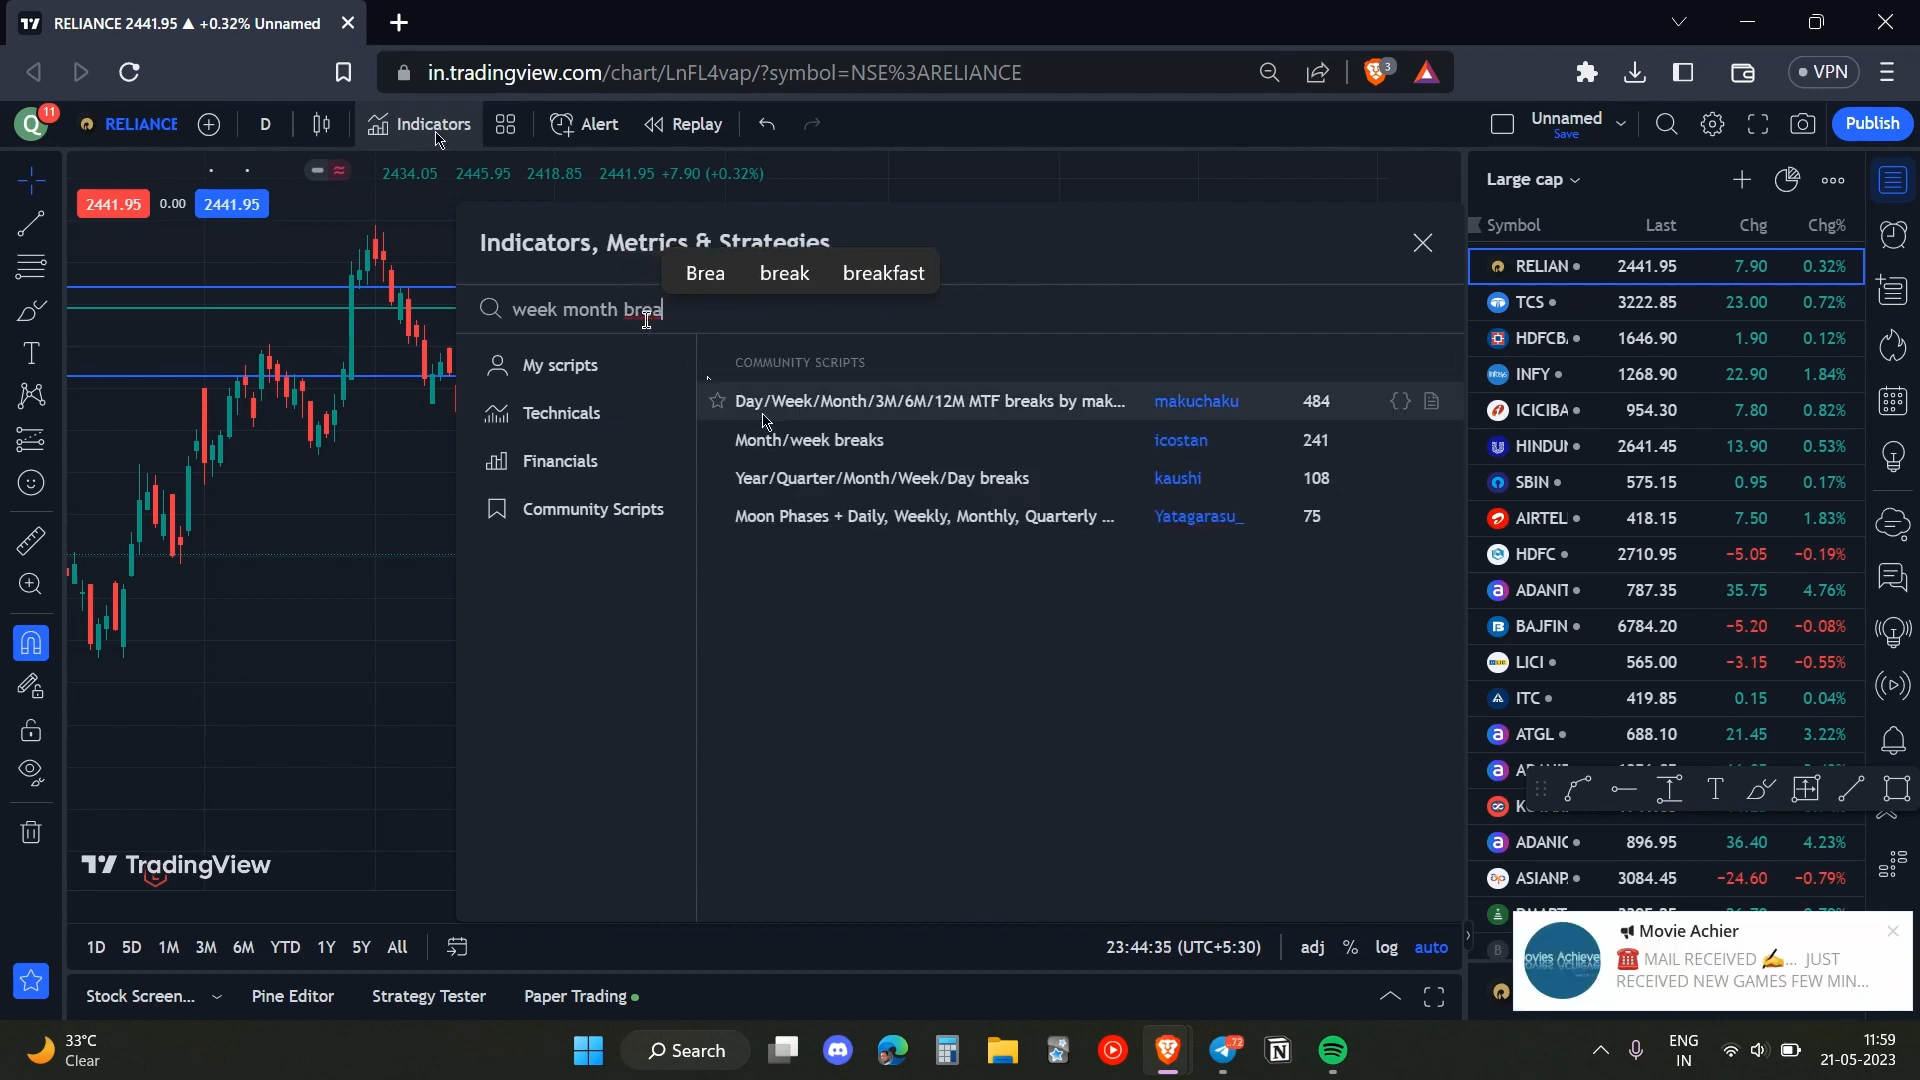 RELIANCE 2441.95 ▲ +0.32% Unnamed
in.tradingview.com/chart/LnFL4vap/?symbol=NSE%3ARELIANCE
3
VPN
Q
11
RELIANCE
D
Indicators
Alert
Replay
Unnamed
Save
Publish
2434.05 2445.95 2418.85 2441.95 +7.90 (+0.32%)
2441.95 0.00 2441.95
Large cap
Symbol Last Chg Chg%
Indicators, Metrics & Strategies
Brea break breakfast
week month brea
My scripts
Technicals
Financials
Community Scripts
COMMUNITY SCRIPTS
Day/Week/Month/3M/6M/12M MTF breaks by mak... makuchaku 484
Month/week breaks icostan 241
Year/Quarter/Month/Week/Day breaks kaushi 108
Moon Phases + Daily, Weekly, Monthly, Quarterly ... Yatagarasu_ 75
RELIAN 2441.95 7.90 0.32%
TCS 3222.85 23.00 0.72%
HDFCB. 1646.90 1.90 0.12%
INFY 1268.90 22.90 1.84%
ICICIBA 954.30 7.80 0.82%
2641.45 13.90 0.53%
SBIN 575.15 0.95 0.17%
AIRTEL 418.15 7.50 1.83%
HDFC 2710.95 −5.05 −0.19%
787.35 35.75 4.76%
BAJFIN 6784.20 −5.20 −0.08%
LICI 565.00 −3.15 −0.55%
ITC 419.85 0.15 0.04%
ATGL 688.10 21.45 3.22%
ADANIC 896.95 36.40 4.23%
3084.45 −24.60 −0.79%
TradingView
1D 5D 1M 3M 6M YTD 1Y 5Y All
23:44:35 (UTC+5:30) adj % log auto
Stock Screen... Pine Editor Strategy Tester Paper Trading
Movie Achier
MAIL RECEIVED ✍️... JUST
RECEIVED NEW GAMES FEW MIN...
33°C
Clear
Search
72
ENG
IN
11:59
21-05-2023